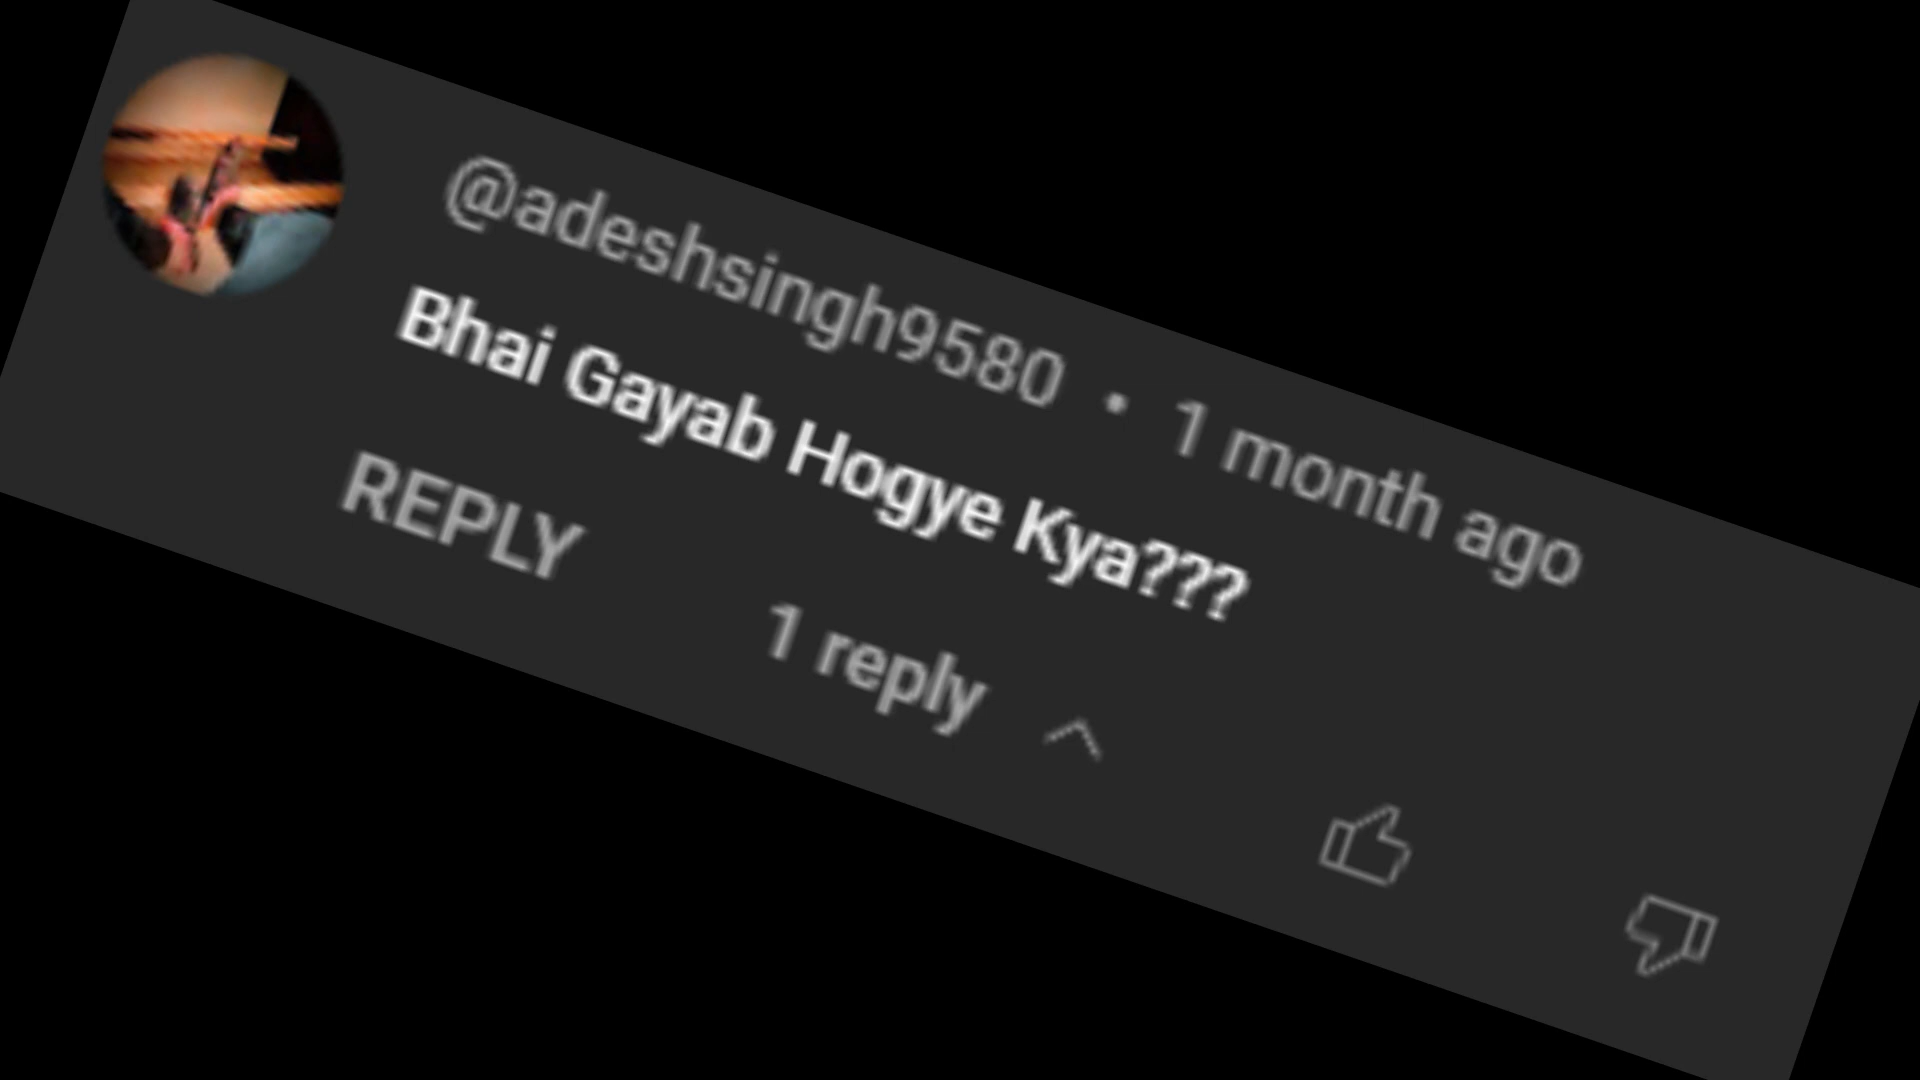 @adeshsingh9580 • 1 month ago
Bhai Gayab Hogye Kya???
REPLY
1 reply